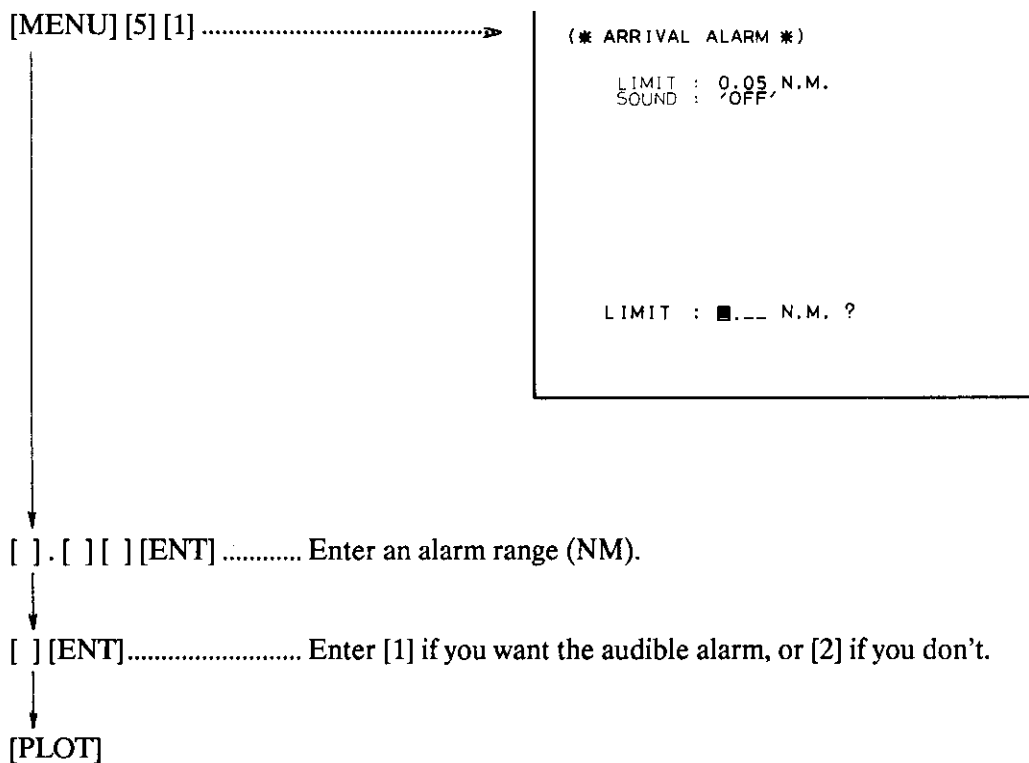 [MENU] [5] [1] ..........................................
(✱ ARRIVAL ALARM ✱)
LIMIT : 0.05 N.M.
SOUND : 'OFF'
LIMIT : ■.__ N.M. ?
[ ] . [ ] [ ] [ENT] ............ Enter an alarm range (NM).
[ ] [ENT].......................... Enter [1] if you want the audible alarm, or [2] if you don't.
[PLOT]